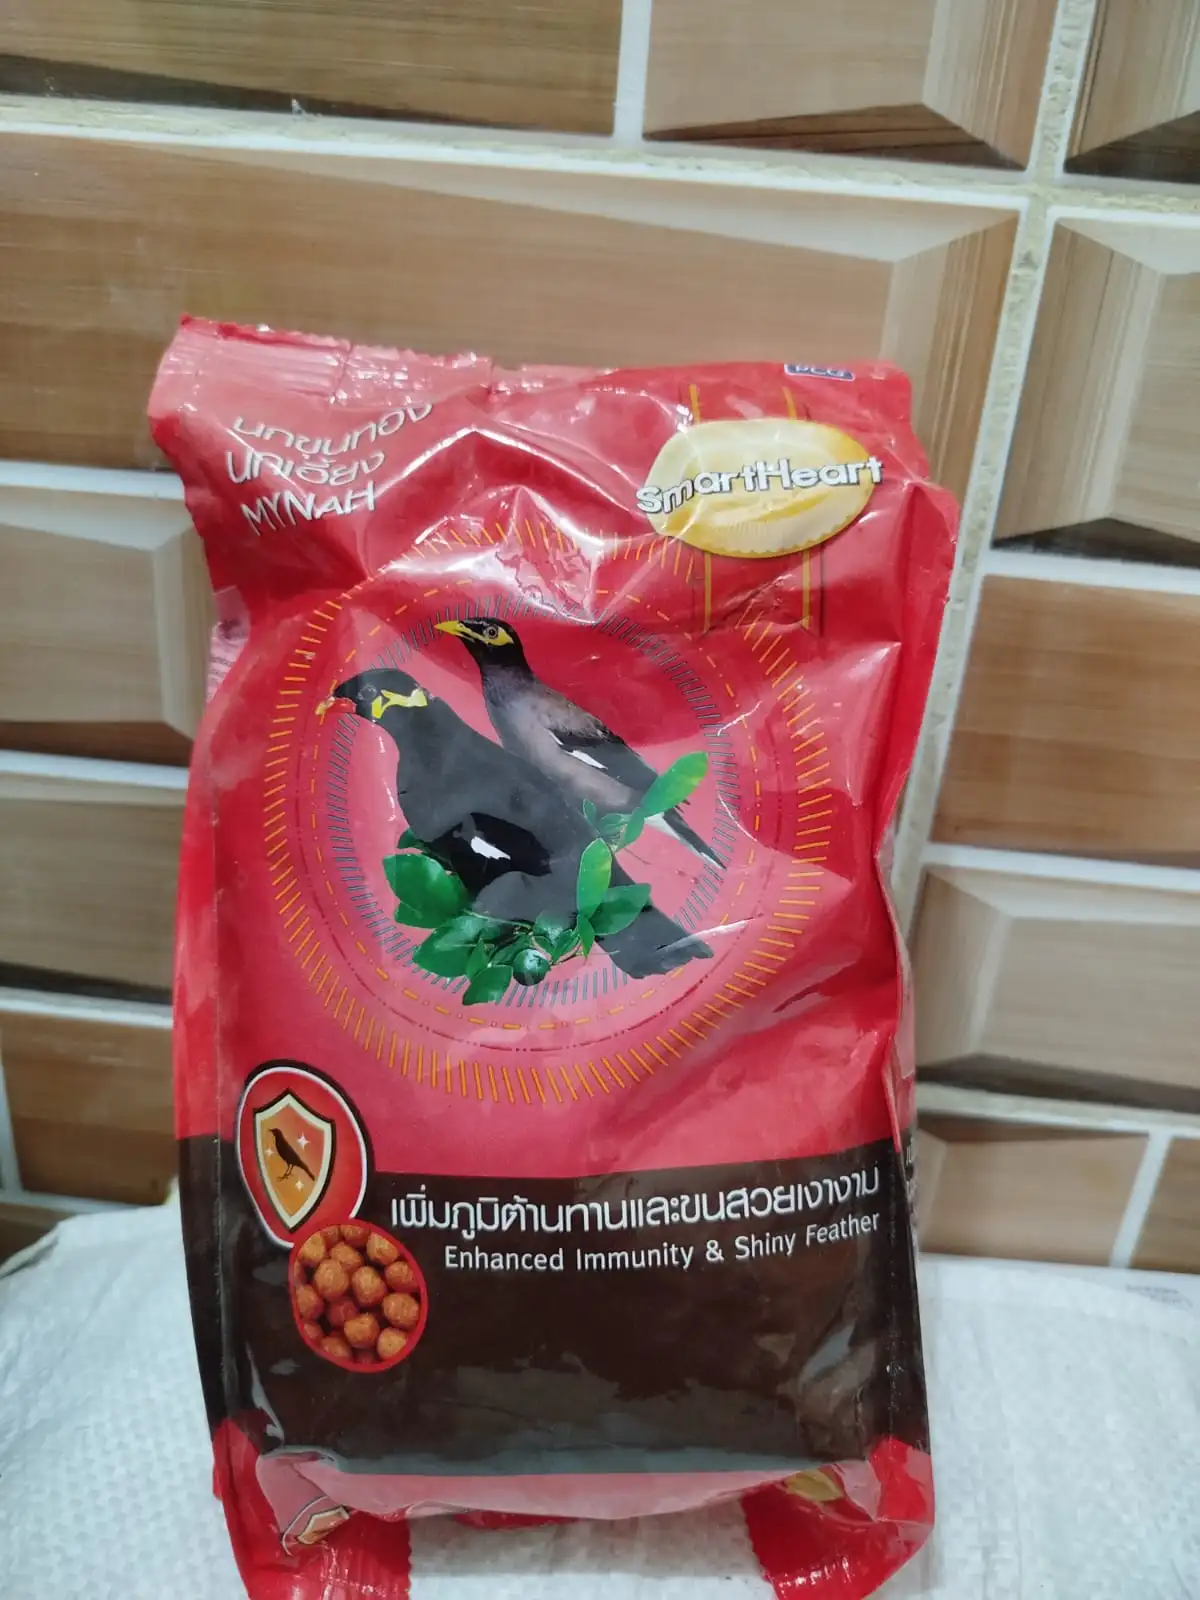 นกขุนทอง
นกเอี้ยง
MYNAH
SmartHeart
PCG
เพิ่มภูมิต้านทานและขนสวยเงางาม
Enhanced Immunity & Shiny Feather